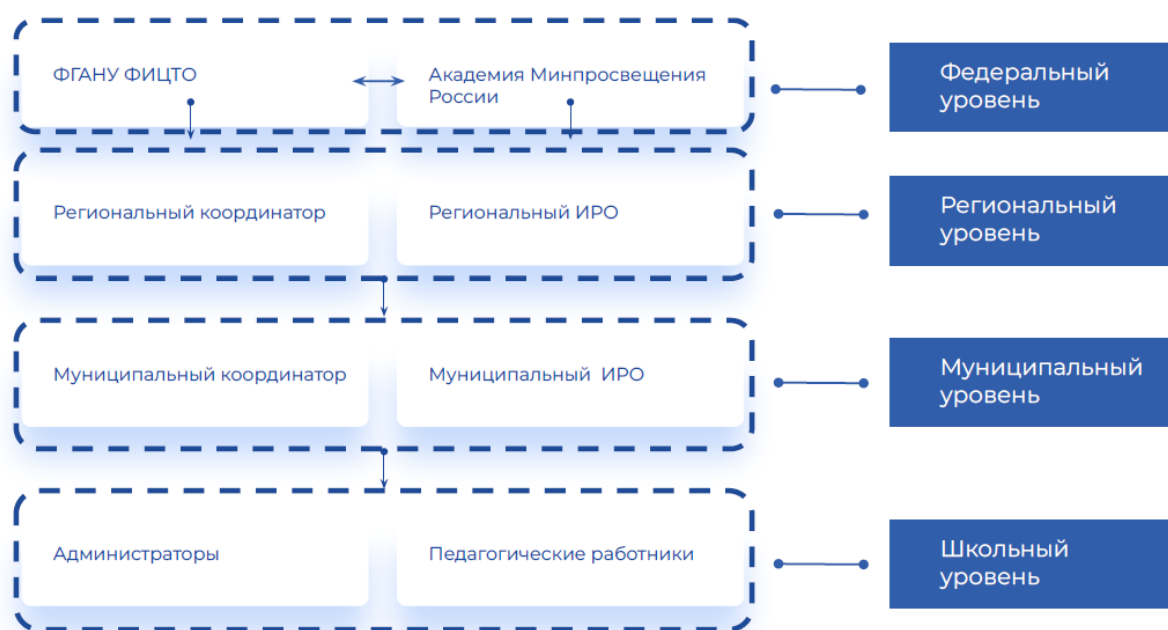 ФГАНУ ФИЦТО
Академия Минпросвещения
России
Федеральный
уровень
Региональный координатор
Региональный ИРО
Региональный
уровень
Муниципальный координатор
Муниципальный ИРО
Муниципальный
уровень
Администраторы
Педагогические работники
Школьный
уровень